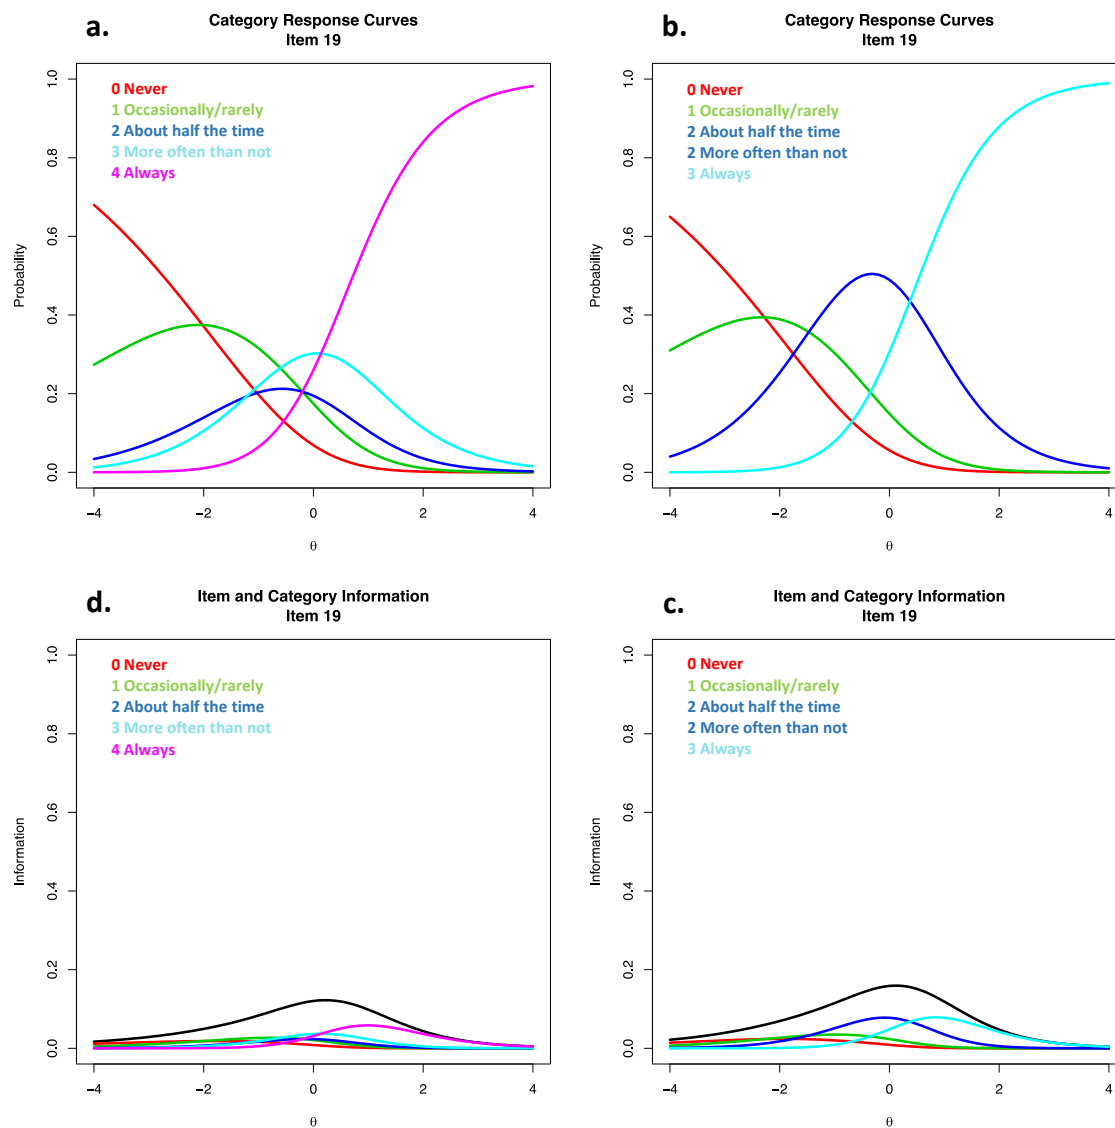 a.
Category Response Curves
Item 19
0 Never
1 Occasionally/rarely
2 About half the time
3 More often than not
4 Always
Probability
0.0
0.2
0.4
0.6
0.8
1.0
−4
−2
0
2
4
θ
b.
Category Response Curves
Item 19
0 Never
1 Occasionally/rarely
2 About half the time
2 More often than not
3 Always
Probability
0.0
0.2
0.4
0.6
0.8
1.0
−4
−2
0
2
4
θ
d.
Item and Category Information
Item 19
0 Never
1 Occasionally/rarely
2 About half the time
3 More often than not
4 Always
Information
0.0
0.2
0.4
0.6
0.8
1.0
−4
−2
0
2
4
θ
c.
Item and Category Information
Item 19
0 Never
1 Occasionally/rarely
2 About half the time
2 More often than not
3 Always
Information
0.0
0.2
0.4
0.6
0.8
1.0
−4
−2
0
2
4
θ